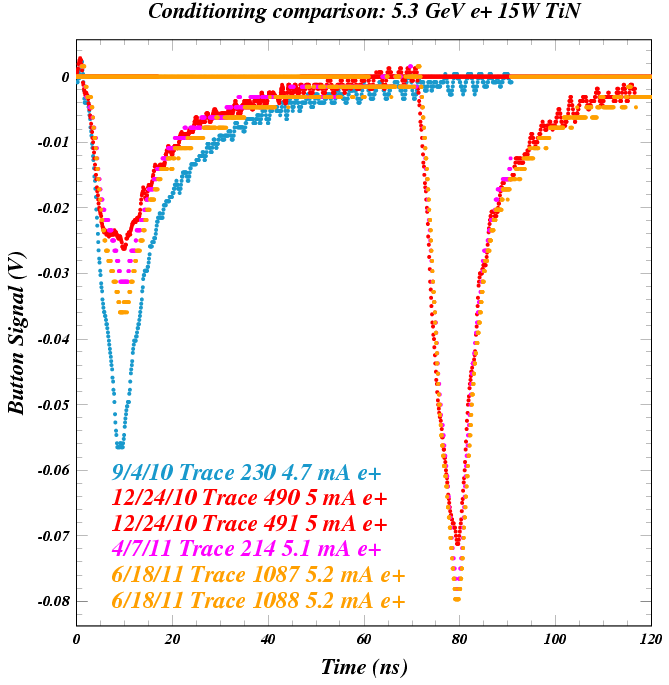 Conditioning comparison: 5.3 GeV e+ 15W TiN
0
-0.01
-0.02
-0.03
-0.04
-0.05
-0.06
-0.07
-0.08
Button Signal (V)
9/4/10 Trace 230 4.7 mA e+
12/24/10 Trace 490 5 mA e+
12/24/10 Trace 491 5 mA e+
4/7/11 Trace 214 5.1 mA e+
6/18/11 Trace 1087 5.2 mA e+
6/18/11 Trace 1088 5.2 mA e+
0 20 40 60 80 100 120
Time (ns)